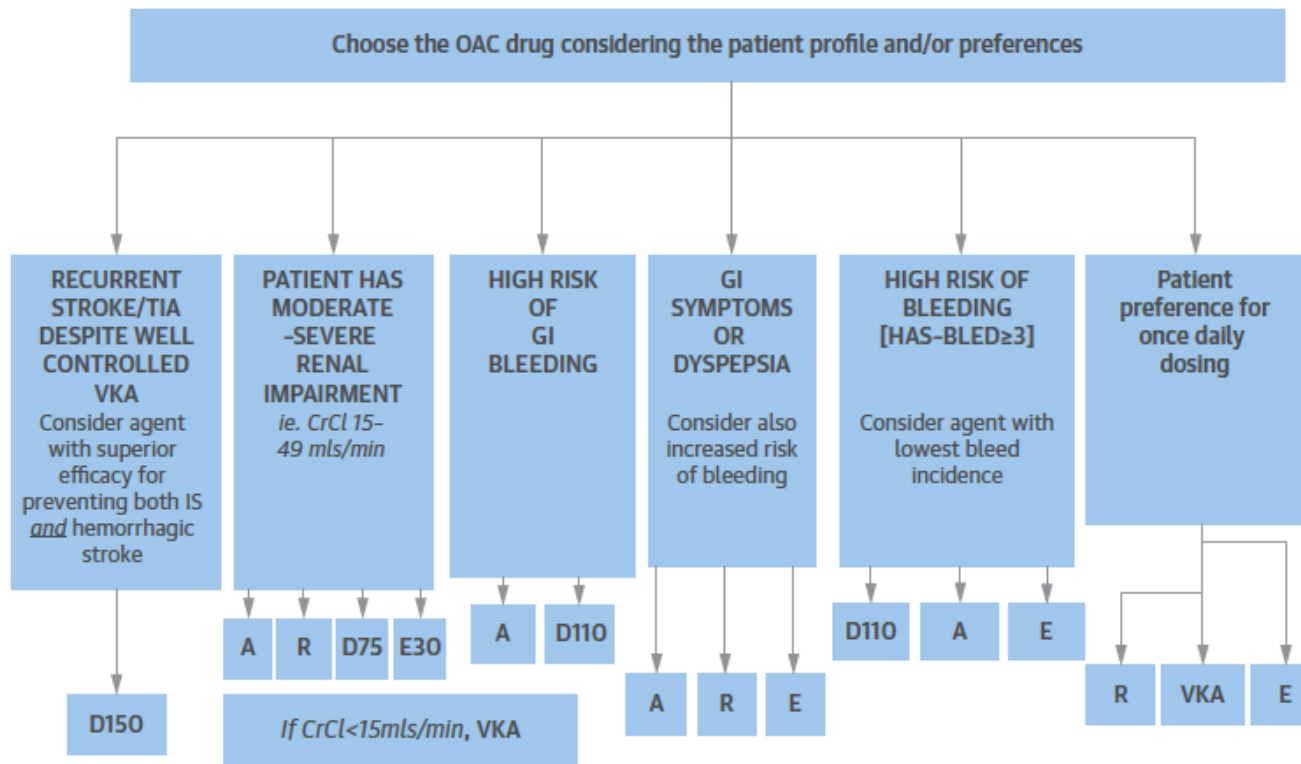 Choose the OAC drug considering the patient profile and/or preferences
RECURRENT
STROKE/TIA
DESPITE WELL
CONTROLLED
VKA
Consider agent
with superior
efficacy for
preventing both IS
and hemorrhagic
stroke
D150
PATIENT HAS
MODERATE
-SEVERE
RENAL
IMPAIRMENT
ie. CrCl 15–
49 mls/min
A
R
D75
E30
If CrCl<15mls/min, VKA
HIGH RISK
OF
GI
BLEEDING
A
D110
GI
SYMPTOMS
OR
DYSPEPSIA
Consider also
increased risk
of bleeding
A
R
E
HIGH RISK OF
BLEEDING
[HAS-BLED≥3]
Consider agent with
lowest bleed
incidence
D110
A
E
Patient
preference for
once daily
dosing
R
VKA
E